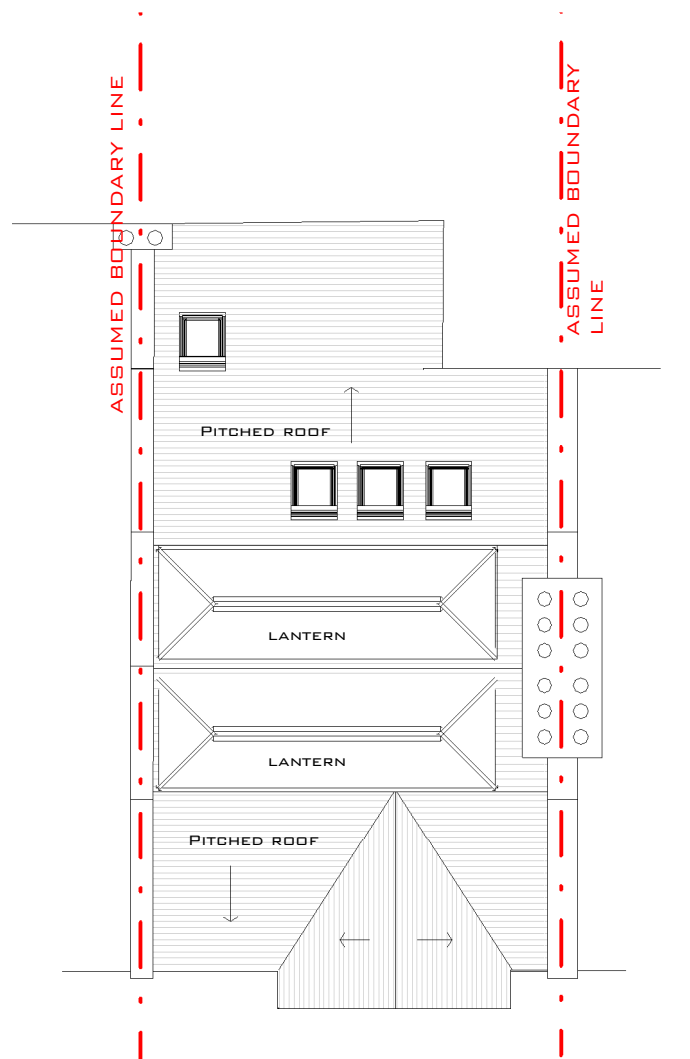 ASSUMED BOUNDARY LINE
ASSUMED BOUNDARY
LINE
PITCHED ROOF
LANTERN
LANTERN
PITCHED ROOF